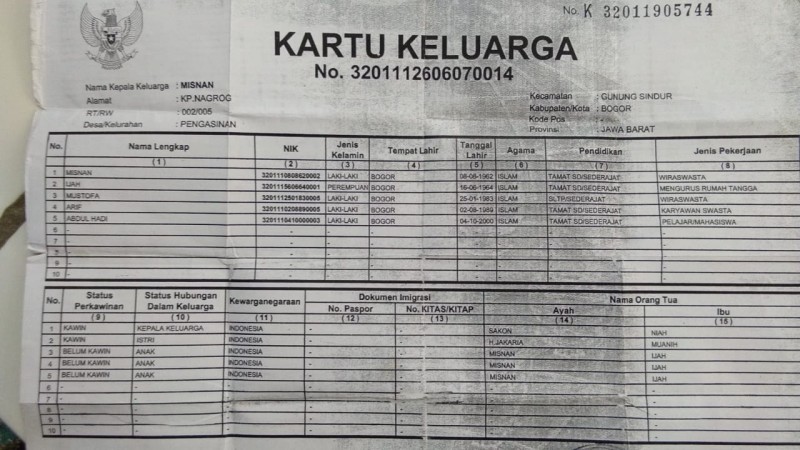 No. K 32011905744
KARTU KELUARGA
No. 3201112606070014
Nama Kepala Keluarga : MISNAN
Alamat : KP.NAGROG
RT/RW : 002/005
Desa/Kelurahan : PENGASINAN
Kecamatan : GUNUNG SINDUR
Kabupaten/Kota : BOGOR
Kode Pos :
Provinsi : JAWA BARAT
No. Nama Lengkap NIK Jenis Kelamin Tempat Lahir Tanggal Lahir Agama Pendidikan Jenis Pekerjaan
(1) (2) (3) (4) (5) (6) (7) (8)
1 MISNAN LAKI-LAKI BOGOR 08-08-1962 ISLAM TAMAT SD/SEDERAJAT WIRASWASTA
2 IJAH PEREMPUAN BOGOR 16-06-1964 ISLAM TAMAT SD/SEDERAJAT MENGURUS RUMAH TANGGA
3 MUSTOFA LAKI-LAKI BOGOR 25-01-1983 ISLAM SLTP/SEDERAJAT WIRASWASTA
4 ARIF LAKI-LAKI BOGOR 02-08-1989 ISLAM TAMAT SD/SEDERAJAT KARYAWAN SWASTA
5 ABDUL HADI LAKI-LAKI BOGOR 04-10-2000 ISLAM TAMAT SD/SEDERAJAT PELAJAR/MAHASISWA
6 - - - - - - - -
7 - - - - - - - -
8 - - - - - - - -
9 - - - - - - - -
10 - - - - - - - -
No. Status Perkawinan Status Hubungan Dalam Keluarga Kewarganegaraan Dokumen Imigrasi Nama Orang Tua
No. Paspor No. KITAS/KITAP Ayah Ibu
(9) (10) (11) (12) (13) (14) (15)
1 KAWIN KEPALA KELUARGA INDONESIA - - SAKON NIAH
2 KAWIN ISTRI INDONESIA - - H.JAKARIA MUANIH
3 BELUM KAWIN ANAK INDONESIA - - MISNAN IJAH
4 BELUM KAWIN ANAK INDONESIA - - MISNAN IJAH
5 BELUM KAWIN ANAK INDONESIA - - MISNAN IJAH
6 - - - - - - -
7 - - - - - - -
8 - - - - - - -
9 - - - - - - -
10 - - - - - - -